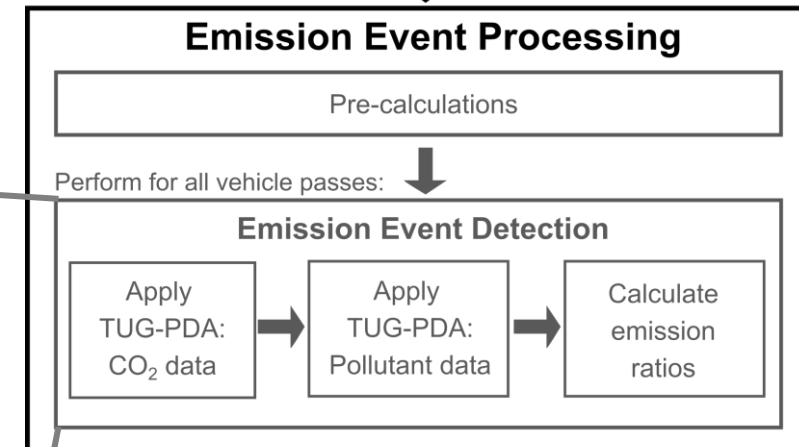 Emission Event Processing
Pre-calculations
Perform for all vehicle passes:
Emission Event Detection
Apply
TUG-PDA:
CO₂ data
Apply
TUG-PDA:
Pollutant data
Calculate
emission
ratios